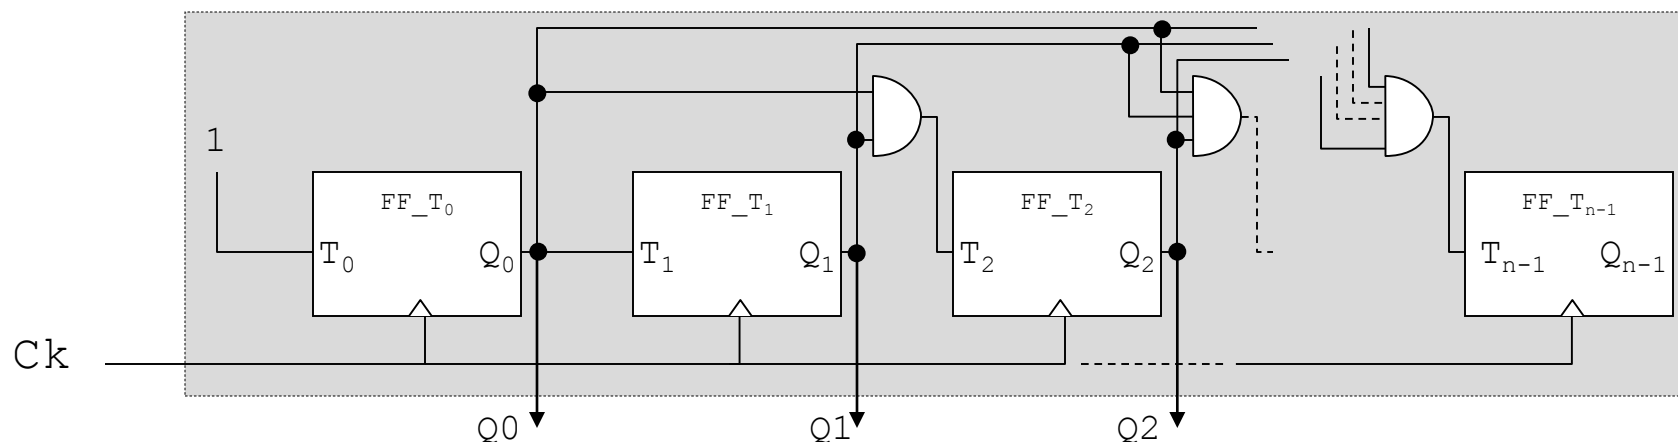 1
FF_T0 FF_T1 FF_T2 FF_Tn-1
T0 Q0 T1 Q1 T2 Q2 Tn-1 Qn-1
Ck
Q0 Q1 Q2